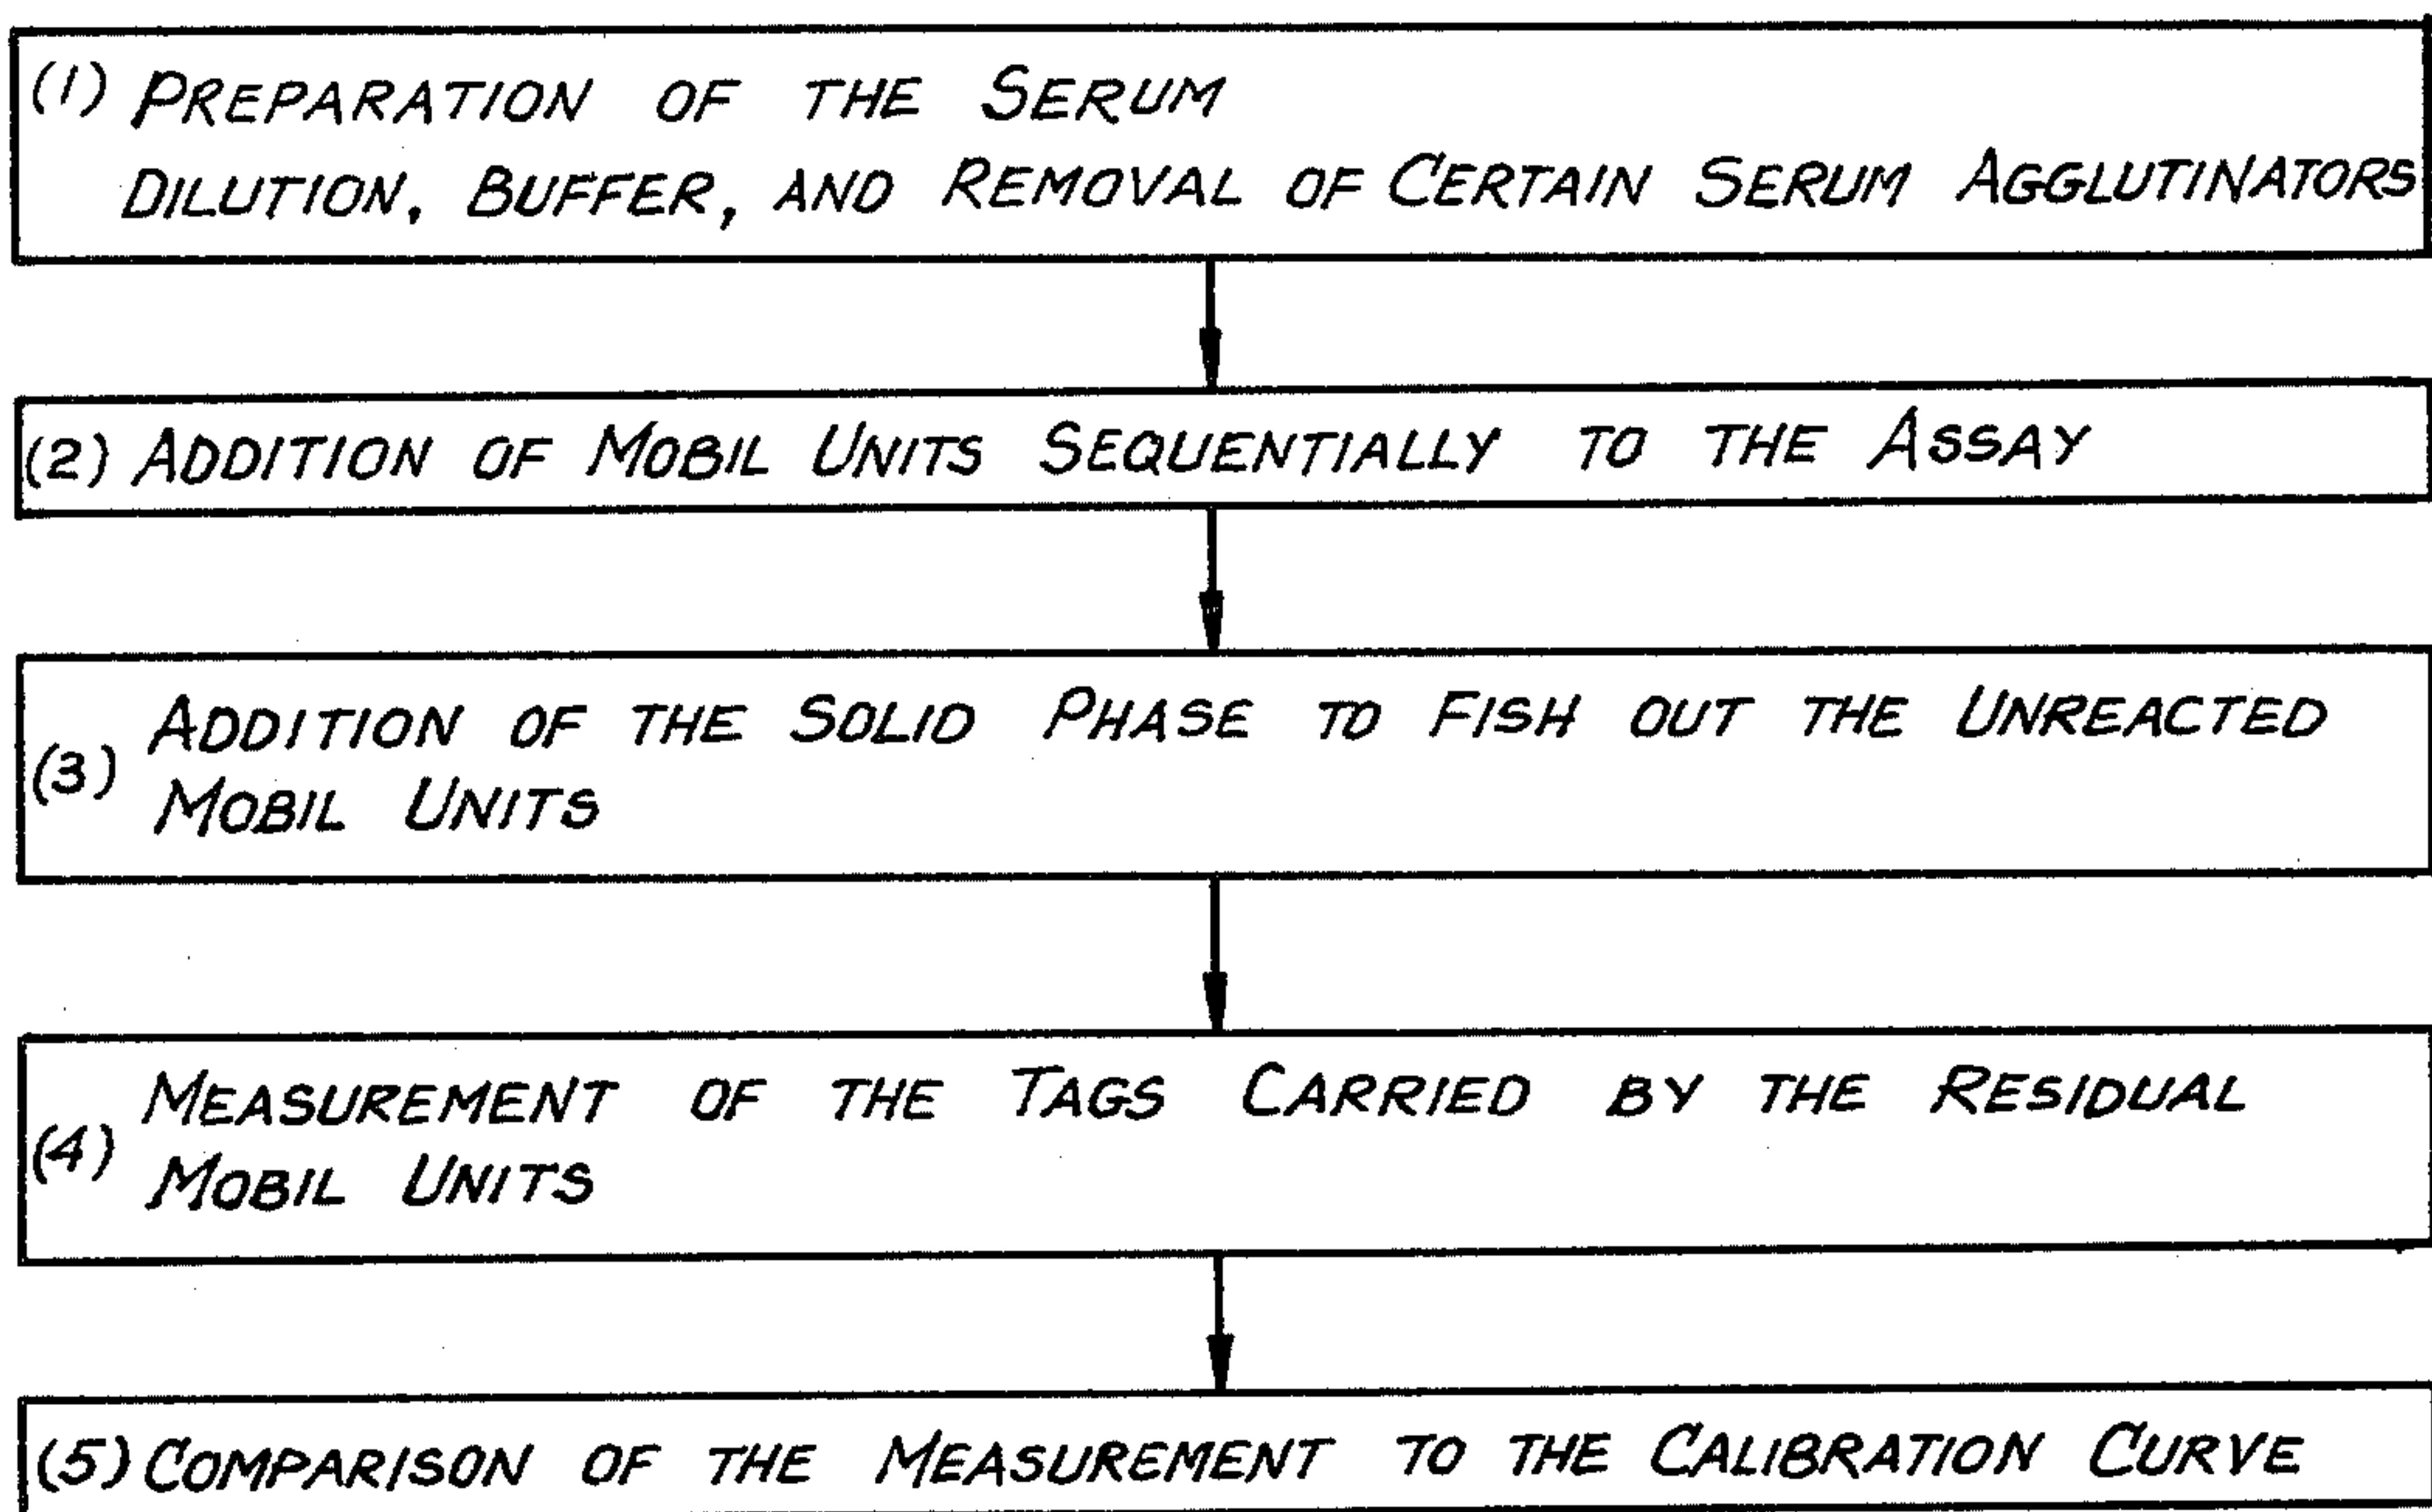 (1) PREPARATION OF THE SERUM
DILUTION, BUFFER, AND REMOVAL OF CERTAIN SERUM AGGLUTINATORS
(2) ADDITION OF MOBIL UNITS SEQUENTIALLY TO THE ASSAY
(3) ADDITION OF THE SOLID PHASE TO FISH OUT THE UNREACTED
MOBIL UNITS
(4) MEASUREMENT OF THE TAGS CARRIED BY THE RESIDUAL
MOBIL UNITS
(5) COMPARISON OF THE MEASUREMENT TO THE CALIBRATION CURVE